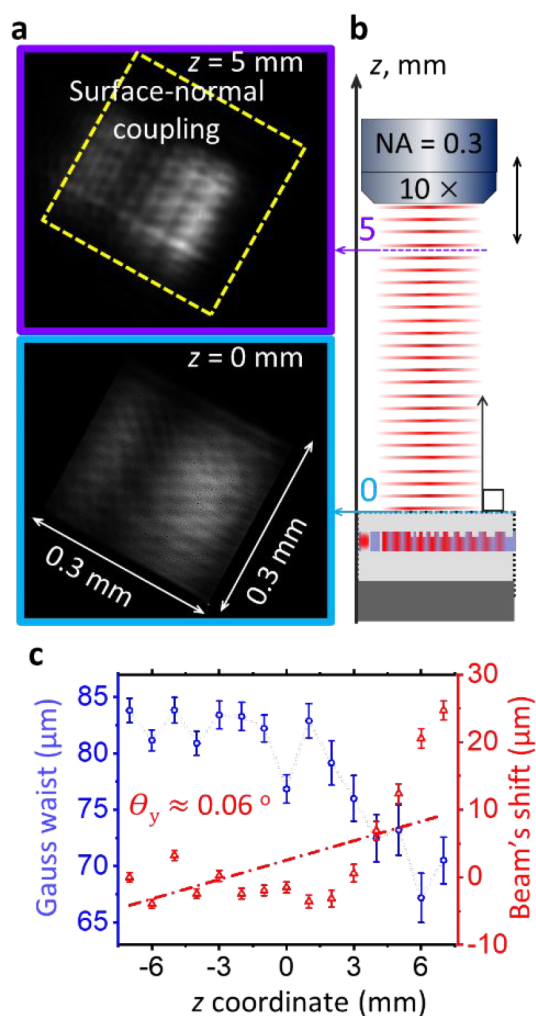 a
z = 5 mm
Surface-normal
coupling
z = 0 mm
0.3 mm
0.3 mm
b
z, mm
NA = 0.3
10 ×
5
0
c
Gauss waist (μm)
85
80
75
70
65
θy ≈ 0.06 °
30
20
10
0
-10
Beam's shift (μm)
-6
-3
0
3
6
z coordinate (mm)